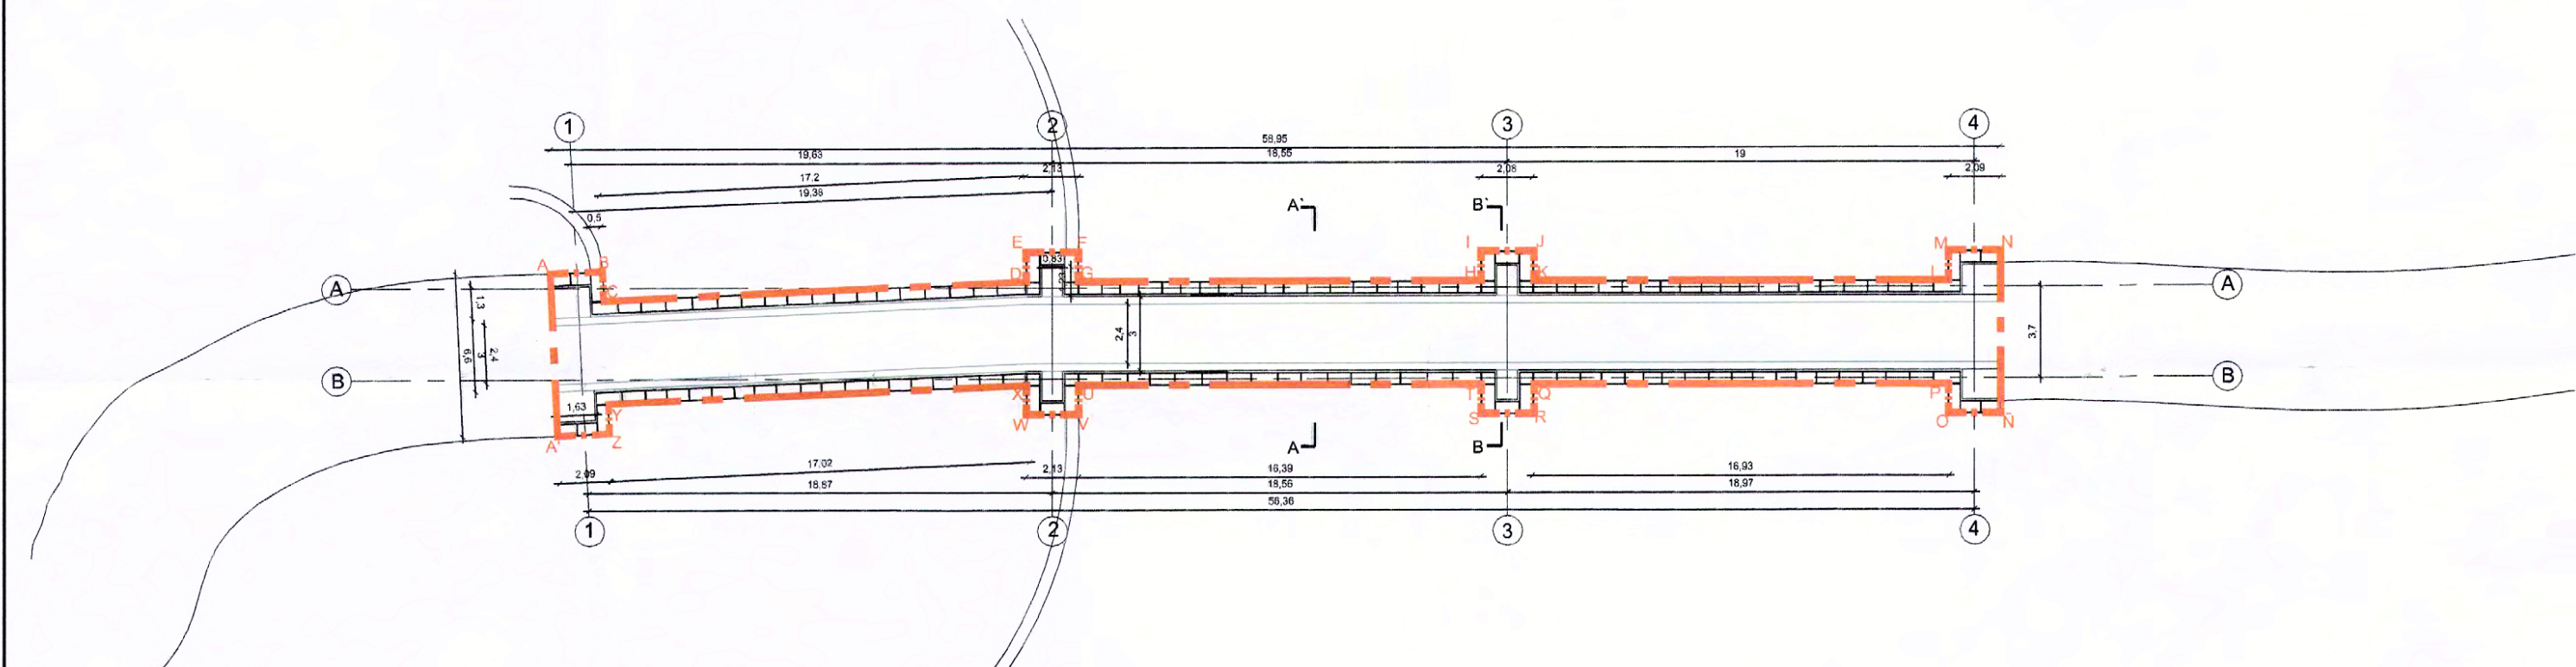 1 2 3 4
58,95
19,63 18,55 19
17,2 2,13 2,08 2,09
19,38
A` B`
0,5
E F I J M N
A B 0,83
D G H K L
A C A
1,3
2,4 3 3,7
6,6 3 2,4
B B
1,63
Y X U T Q P
A` Z W V S R O Ñ
A B
17,02 2,13 16,39 16,93
2,09
18,87 18,56 18,97
56,36
1 2 3 4